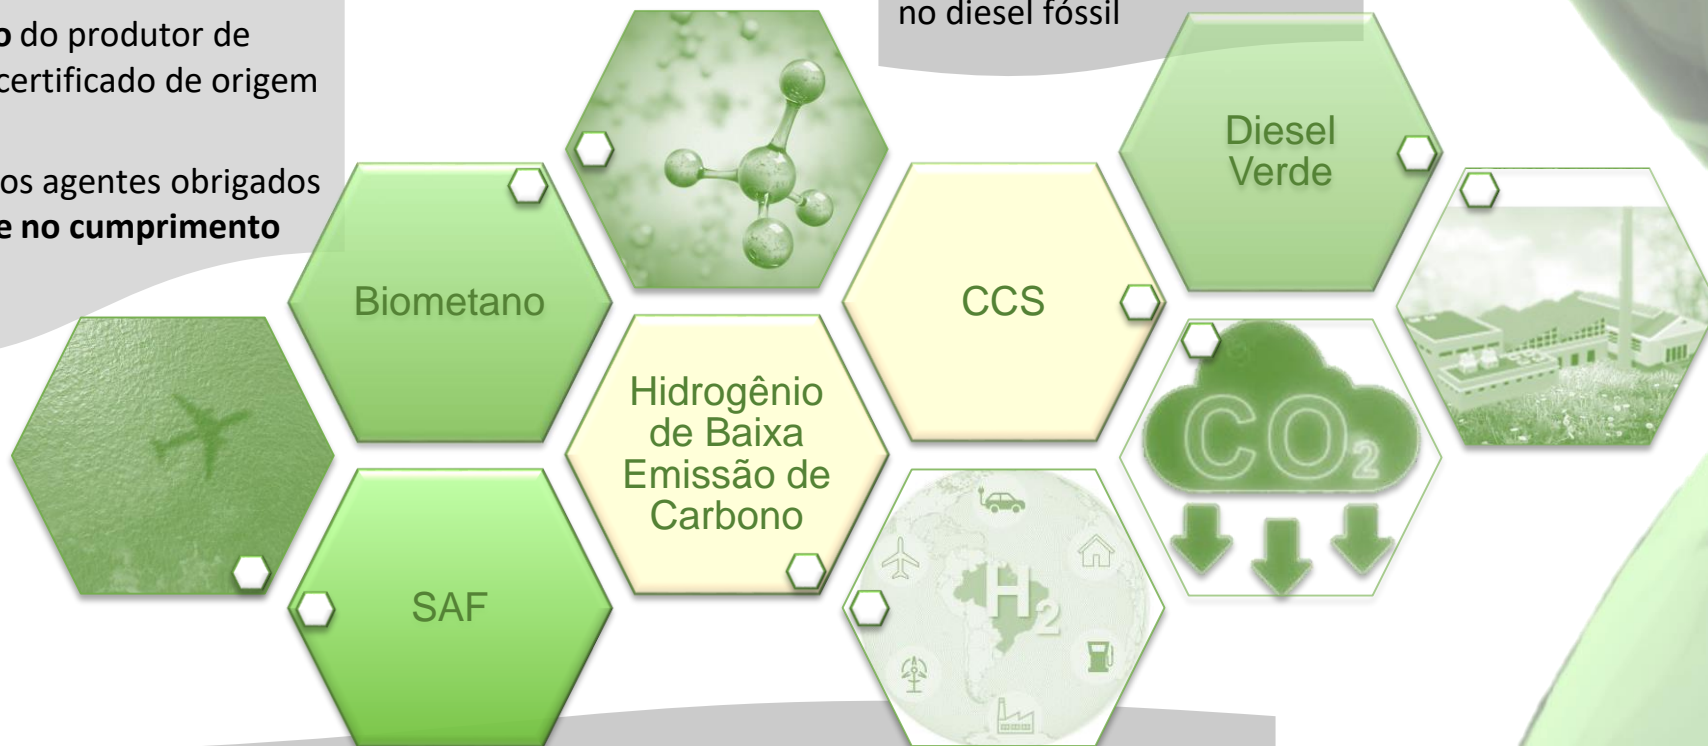 o do produtor de
certificado de origem
os agentes obrigados
e no cumprimento
no diesel fóssil
Biometano
SAF
Hidrogênio
de Baixa
Emissão de
Carbono
CCS
Diesel
Verde
CO₂
H₂